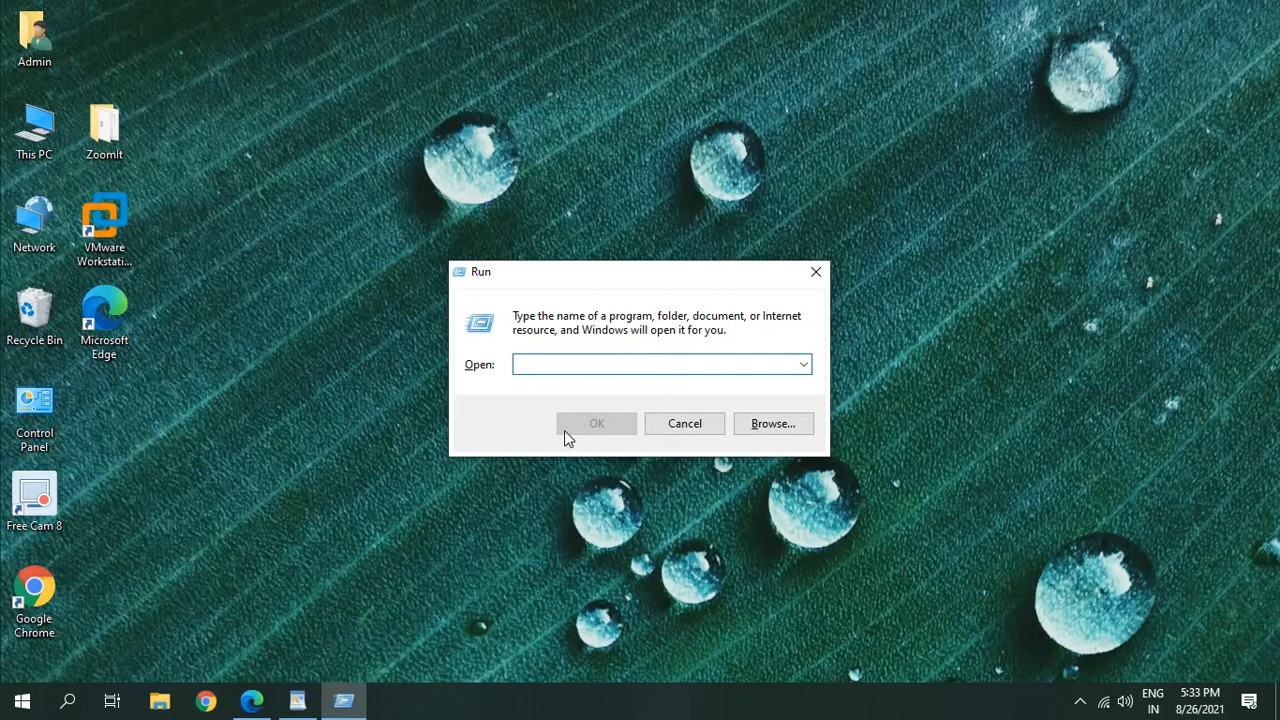 Admin
This PC
ZoomIt
Network
VMware
Workstati...
Recycle Bin
Microsoft
Edge
Control
Panel
Free Cam 8
Google
Chrome
Run
Type the name of a program, folder, document, or Internet
resource, and Windows will open it for you.
Open:
OK
Cancel
Browse...
ENG
IN
5:33 PM
8/26/2021